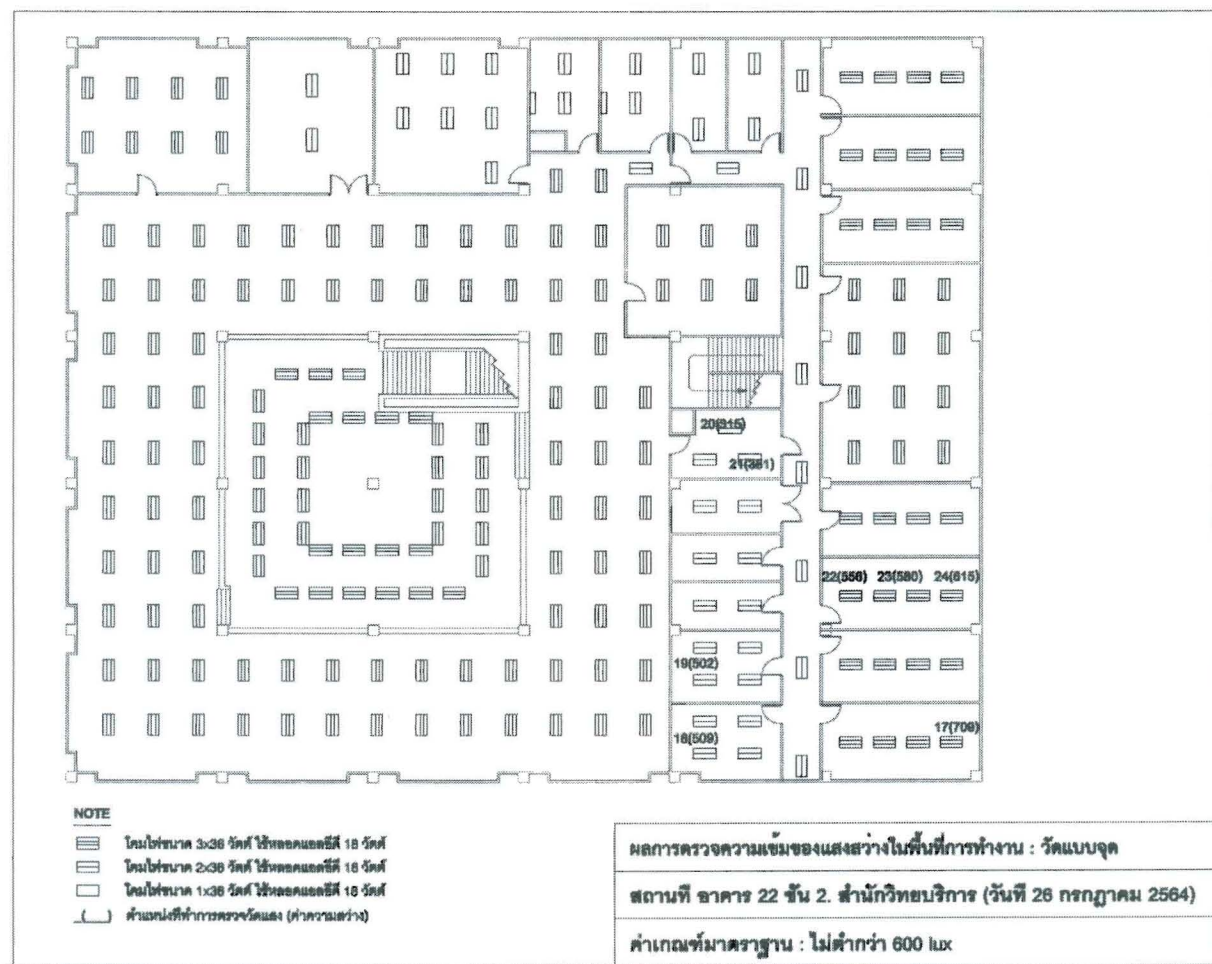 20(315)
21(381)
22(556) 23(580) 24(615)
19(502)
18(509)
17(709)
NOTE
โคมไฟขนาด 3x36 วัตต์ ใช้หลอดแอลอีดี 18 วัตต์
โคมไฟขนาด 2x36 วัตต์ ใช้หลอดแอลอีดี 18 วัตต์
โคมไฟขนาด 1x36 วัตต์ ใช้หลอดแอลอีดี 18 วัตต์
_(__) ตำแหน่งที่ทำการตรวจวัดแสง (ค่าความสว่าง)
ผลการตรวจความเข้มของแสงสว่างในพื้นที่การทำงาน : วัดแบบจุด
สถานที่ อาคาร 22 ชั้น 2. สำนักวิทยบริการ (วันที่ 26 กรกฎาคม 2564)
ค่าเกณฑ์มาตราฐาน : ไม่ต่ำกว่า 600 lux